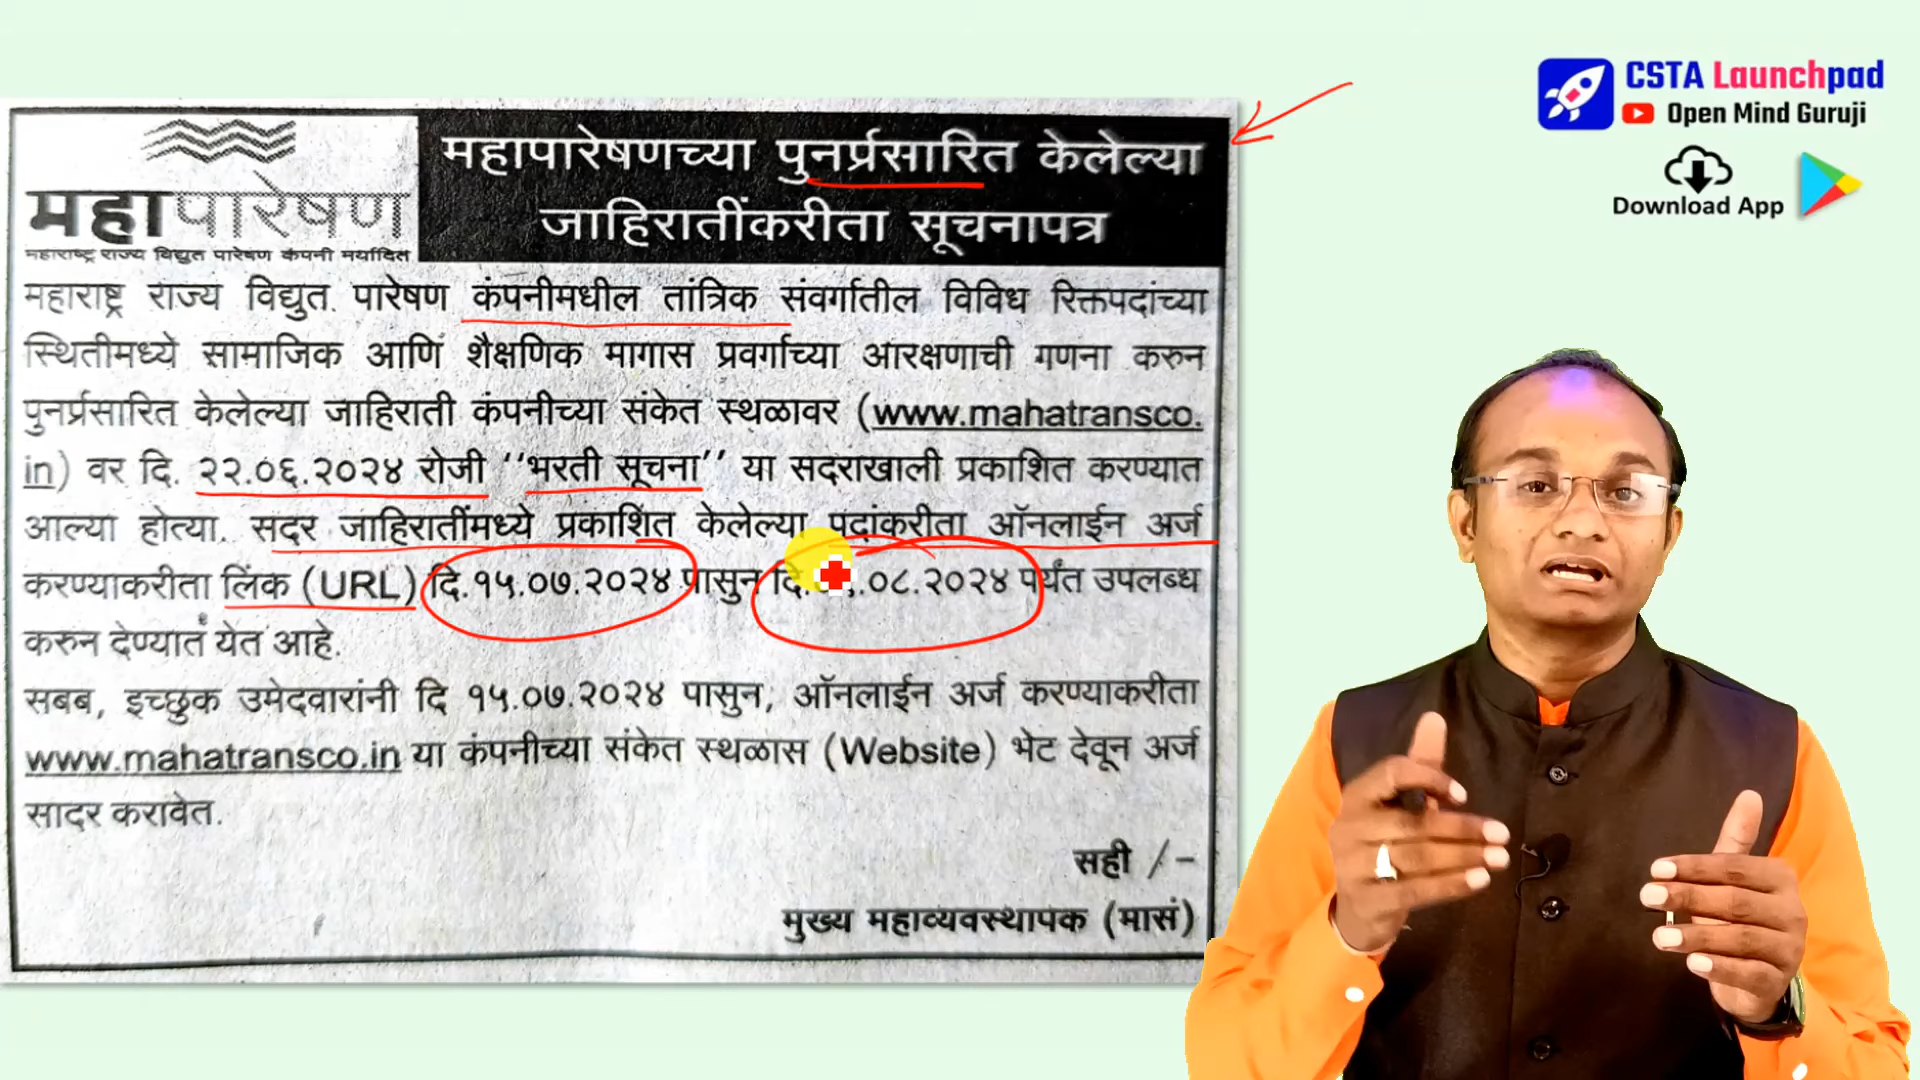 महापारेषण
महाराष्ट्र राज्य विद्युत पारेषण कंपनी मर्यादित
महापारेषणच्या पुनर्प्रसारित केलेल्या
जाहिरातींकरीता सूचनापत्र
महाराष्ट्र राज्य विद्युत पारेषण कंपनीमधील तांत्रिक संवर्गातील विविध रिक्तपदांच्या
स्थितीमध्ये सामाजिक आणि शैक्षणिक मागास प्रवर्गाच्या आरक्षणाची गणना करुन
पुनर्प्रसारित केलेल्या जाहिराती कंपनीच्या संकेत स्थळावर (www.mahatransco.
in) वर दि. २२.०६.२०२४ रोजी ''भरती सूचना'' या सदराखाली प्रकाशित करण्यात
आल्या होत्या. सदर जाहिरातींमध्ये प्रकाशित केलेल्या पदांकरीता ऑनलाईन अर्ज
करण्याकरीता लिंक (URL) दि.१५.०७.२०२४ पासुन दि. .०८.२०२४ पर्यंत उपलब्ध
करुन देण्यात येत आहे.
सबब, इच्छुक उमेदवारांनी दि १५.०७.२०२४ पासुन, ऑनलाईन अर्ज करण्याकरीता
www.mahatransco.in या कंपनीच्या संकेत स्थळास (Website) भेट देवून अर्ज
सादर करावेत.
सही /-
मुख्य महाव्यवस्थापक (मासं)
CSTA Launchpad
Open Mind Guruji
Download App